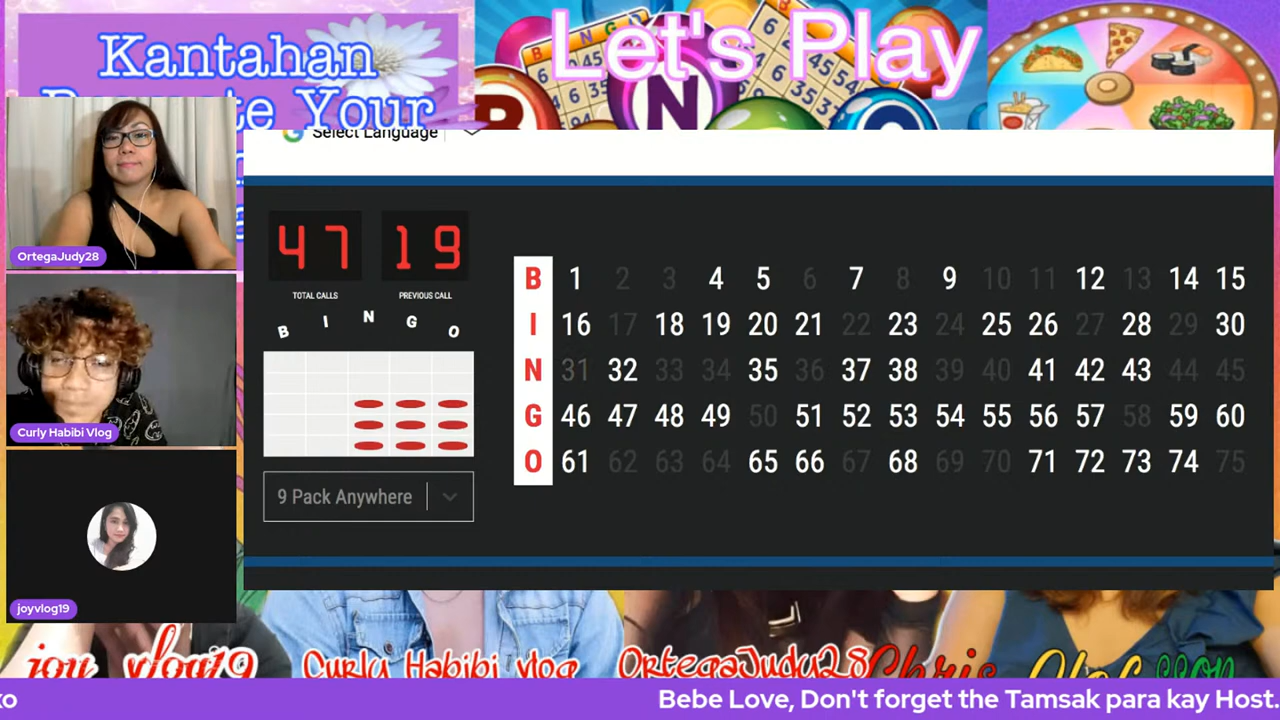 Kantahan
Promote Your
Let's Play
BINGO
Select Language
OrtegaJudy28
Curly Habibi Vlog
joyvlog19
47 19
TOTAL CALLS PREVIOUS CALL
B I N G O
9 Pack Anywhere
B 1 2 3 4 5 6 7 8 9 10 11 12 13 14 15
I 16 17 18 19 20 21 22 23 24 25 26 27 28 29 30
N 31 32 33 34 35 36 37 38 39 40 41 42 43 44 45
G 46 47 48 49 50 51 52 53 54 55 56 57 58 59 60
O 61 62 63 64 65 66 67 68 69 70 71 72 73 74 75
joy vlog19 Curly Habibi vlog OrtegaJudy28 Chris
Bebe Love, Don't forget the Tamsak para kay Host.